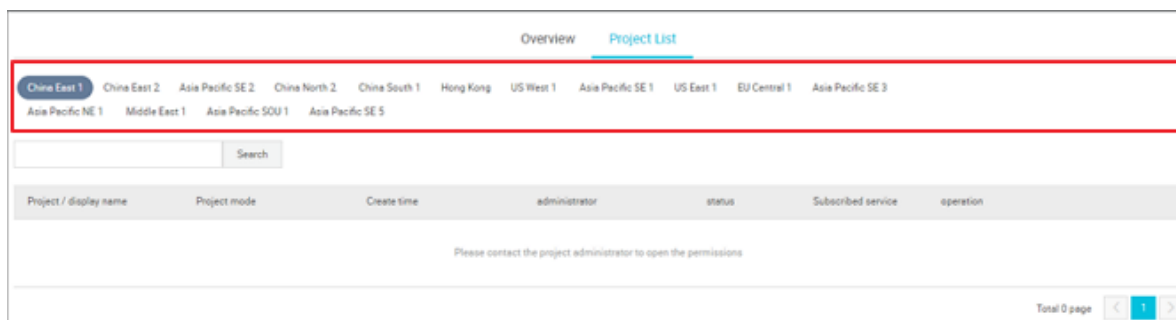 Overview Project List
China East 1 China East 2 Asia Pacific SE 2 China North 2 China South 1 Hong Kong US West 1 Asia Pacific SE 1 US East 1 EU Central 1 Asia Pacific SE 3
Asia Pacific NE 1 Middle East 1 Asia Pacific SOU 1 Asia Pacific SE 5
Search
Project / display name Project mode Create time administrator status Subscribed service operation
Please contact the project administrator to open the permissions
Total 0 page < 1 >